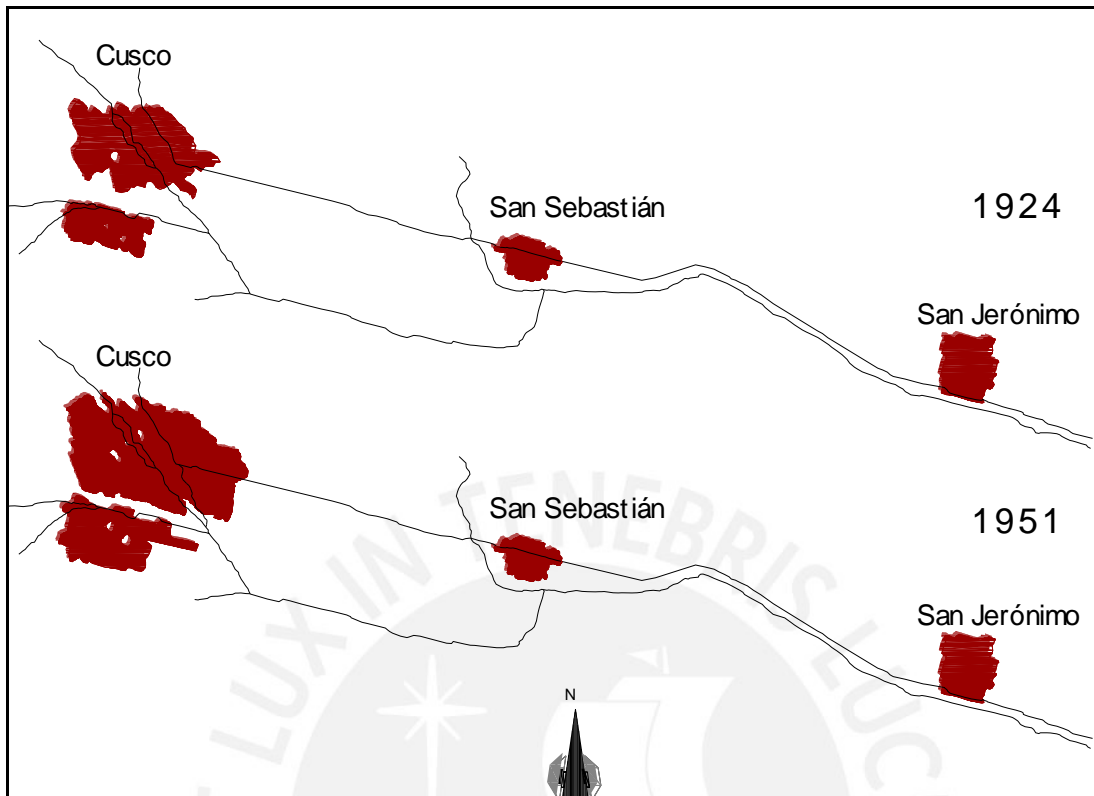 Cusco
San Sebastián
1924
San Jerónimo
Cusco
San Sebastián
1951
San Jerónimo
N
LUX IN TENEBRIS LUC